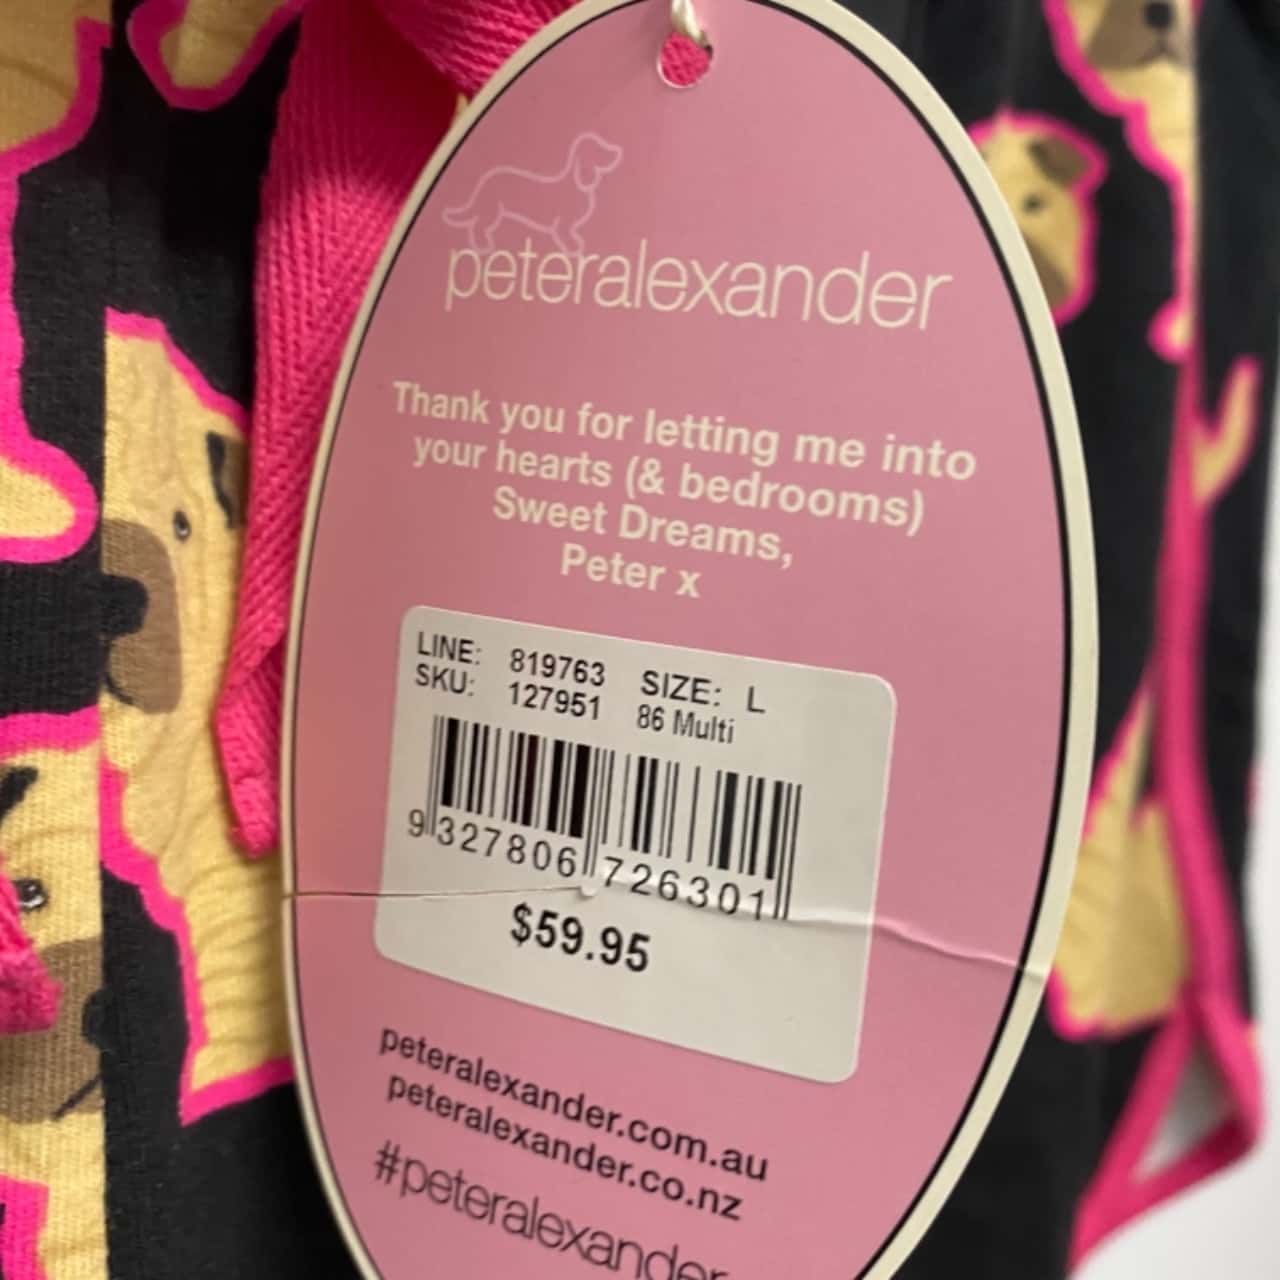 peteralexander
Thank you for letting me into
your hearts (& bedrooms)
Sweet Dreams,
Peter x
LINE: 819763 SIZE: L
SKU: 127951 86 Multi
9 327806 726301
$59.95
peteralexander.com.au
peteralexander.co.nz
#peteralexander